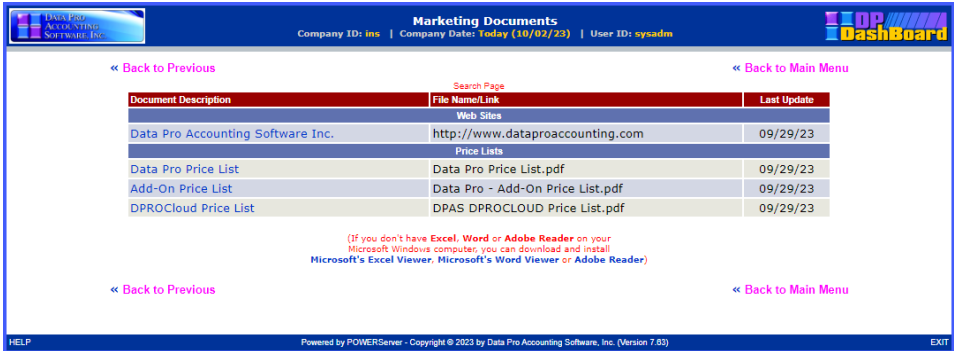 DATA PRO
ACCOUNTING
SOFTWARE, INC.
Marketing Documents
Company ID: ins | Company Date: Today (10/02/23) | User ID: sysadm
DP
DashBoard
« Back to Previous
« Back to Main Menu
Search Page
Document Description File Name/Link Last Update
Web Sites
Data Pro Accounting Software Inc. http://www.dataproaccounting.com 09/29/23
Price Lists
Data Pro Price List Data Pro Price List.pdf 09/29/23
Add-On Price List Data Pro - Add-On Price List.pdf 09/29/23
DPROCloud Price List DPAS DPROCLOUD Price List.pdf 09/29/23
(If you don't have Excel, Word or Adobe Reader on your
Microsoft Windows computer, you can download and install
Microsoft's Excel Viewer, Microsoft's Word Viewer or Adobe Reader)
« Back to Previous
« Back to Main Menu
HELP Powered by POWERServer - Copyright © 2023 by Data Pro Accounting Software, Inc. (Version 7.63) EXIT